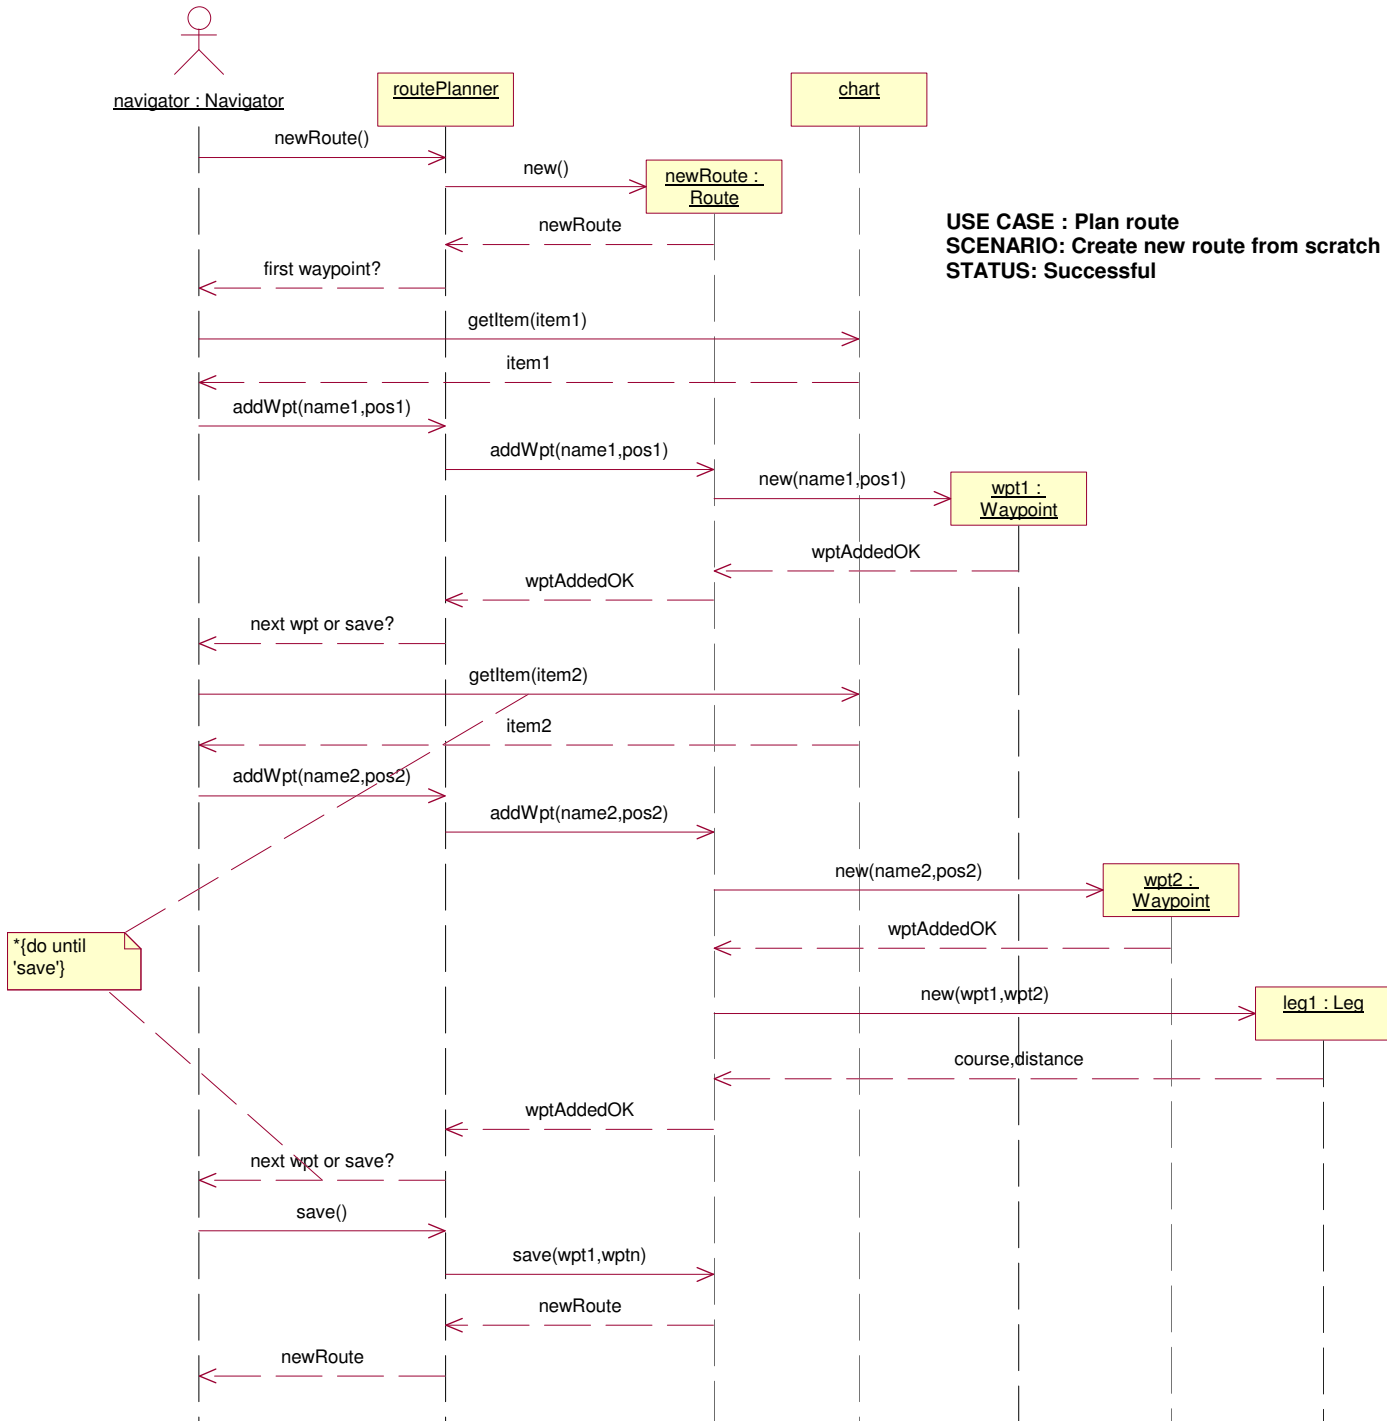 navigator : Navigator
routePlanner
chart
newRoute()
new()
newRoute :
Route
newRoute
USE CASE : Plan route
SCENARIO: Create new route from scratch
STATUS: Successful
first waypoint?
getItem(item1)
item1
addWpt(name1,pos1)
addWpt(name1,pos1)
new(name1,pos1)
wpt1 :
Waypoint
wptAddedOK
wptAddedOK
next wpt or save?
getItem(item2)
item2
addWpt(name2,pos2)
addWpt(name2,pos2)
new(name2,pos2)
wpt2 :
Waypoint
wptAddedOK
*{do until
'save'}
new(wpt1,wpt2)
leg1 : Leg
course,distance
wptAddedOK
next wpt or save?
save()
save(wpt1,wptn)
newRoute
newRoute